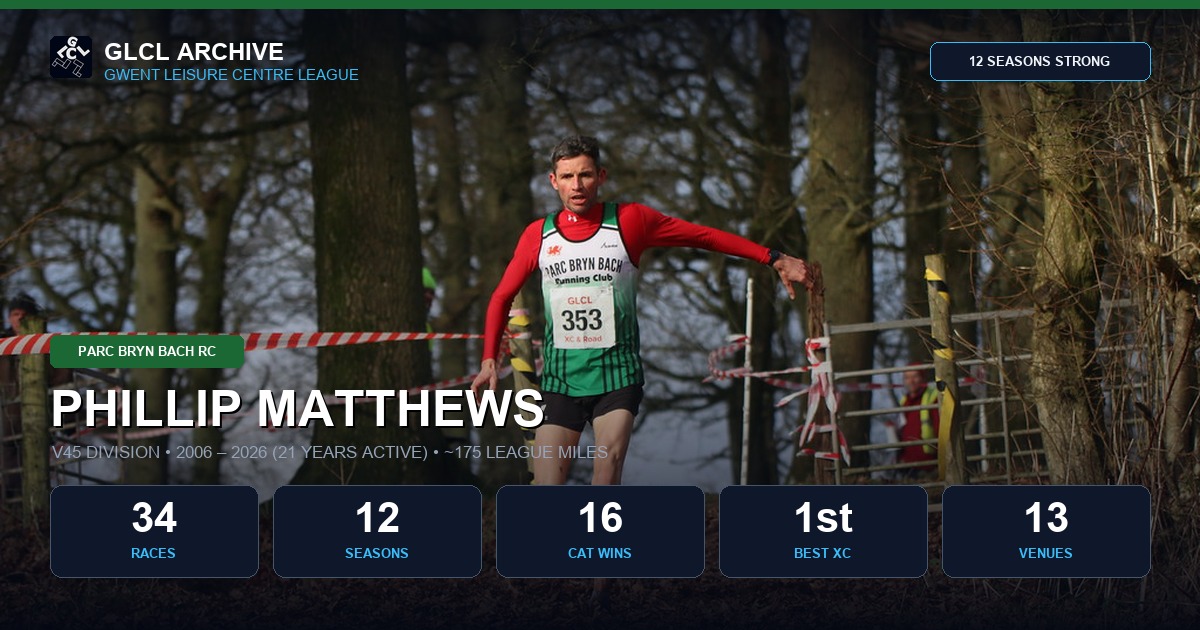 GLCL ARCHIVE
GWENT LEISURE CENTRE LEAGUE
12 SEASONS STRONG
PARC BRYN BACH
Running Club
GLCL
353
XC & Road
PARC BRYN BACH RC
PHILLIP MATTHEWS
V45 DIVISION • 2006 – 2026 (21 YEARS ACTIVE) • ~175 LEAGUE MILES
34
RACES
12
SEASONS
16
CAT WINS
1st
BEST XC
13
VENUES